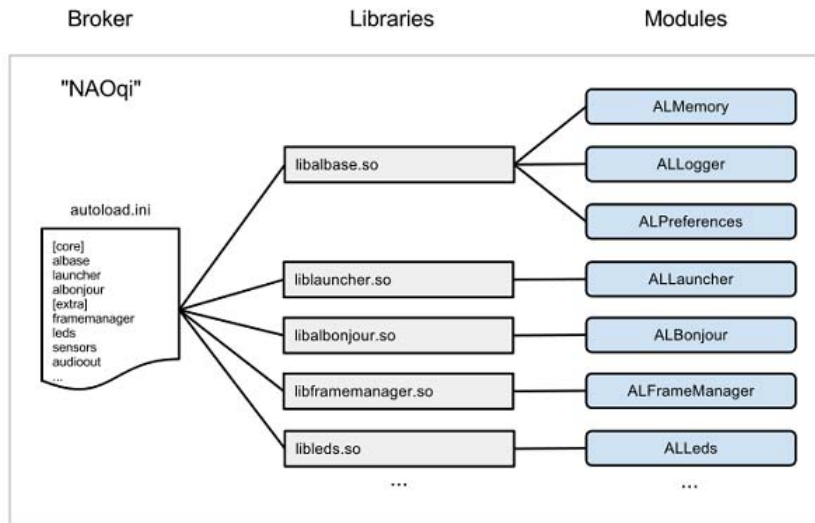 Broker
Libraries
Modules
"NAOqi"
autoload.ini
[core]
albase
launcher
albonjour
[extra]
framemanager
leds
sensors
audioout
...
libalbase.so
liblauncher.so
libalbonjour.so
libframemanager.so
libleds.so
...
ALMemory
ALLogger
ALPreferences
ALLauncher
ALBonjour
ALFrameManager
ALLeds
...